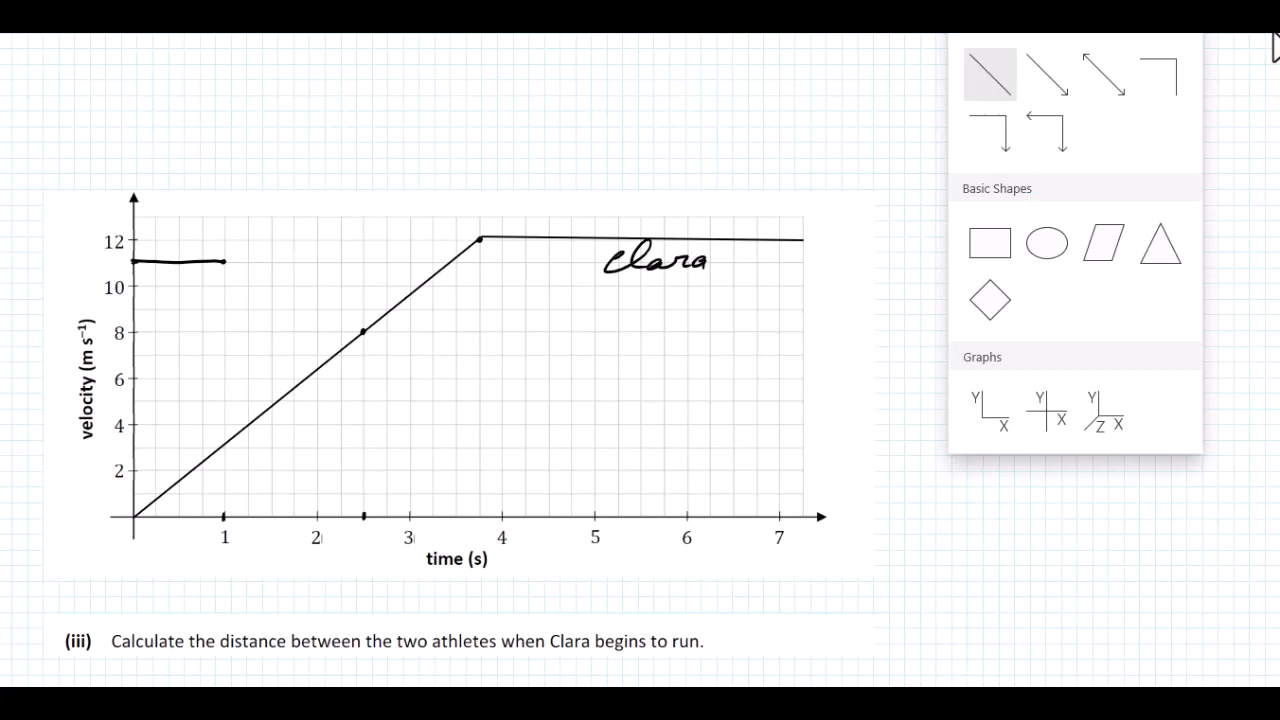 Basic Shapes
Graphs
Y
X
Y
X
Y
Z X
12
10
8
6
4
2
velocity (m s⁻¹)
Clara
1 2 3 4 5 6 7
time (s)
(iii) Calculate the distance between the two athletes when Clara begins to run.